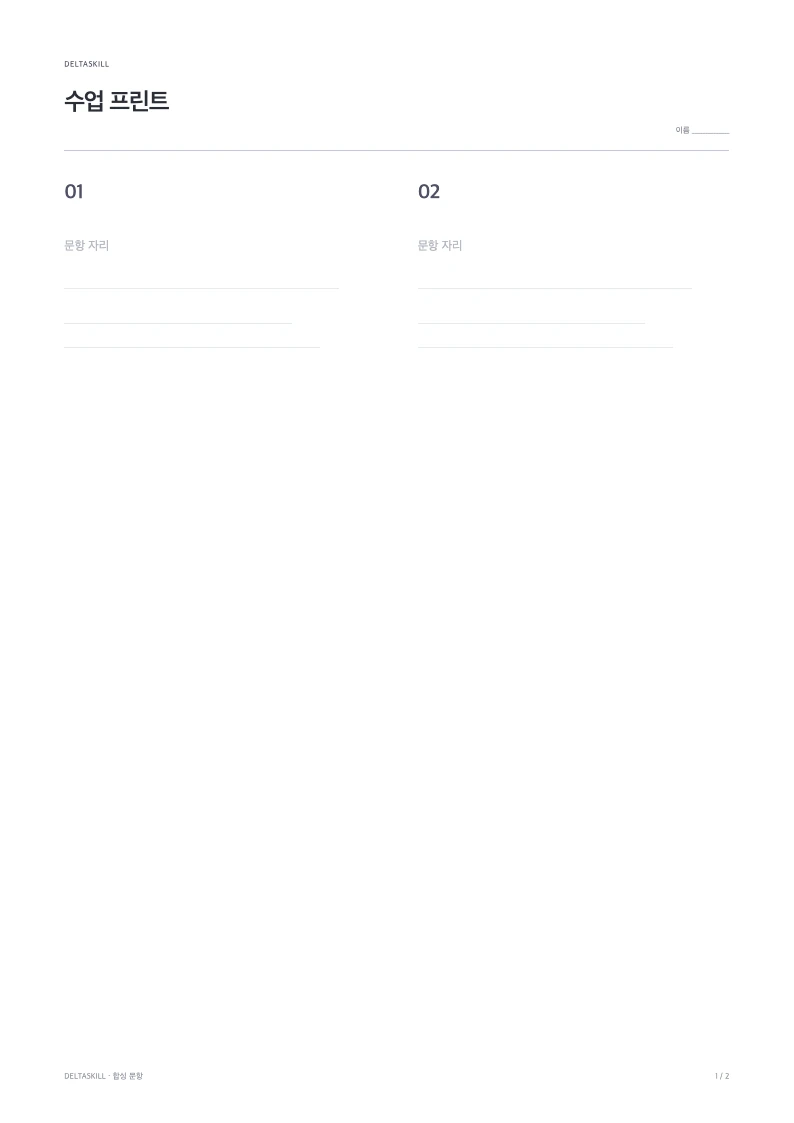 DELTASKILL
수업 프린트
이름 ________
01
문항 자리
02
문항 자리
DELTASKILL · 합성 문항
1 / 2